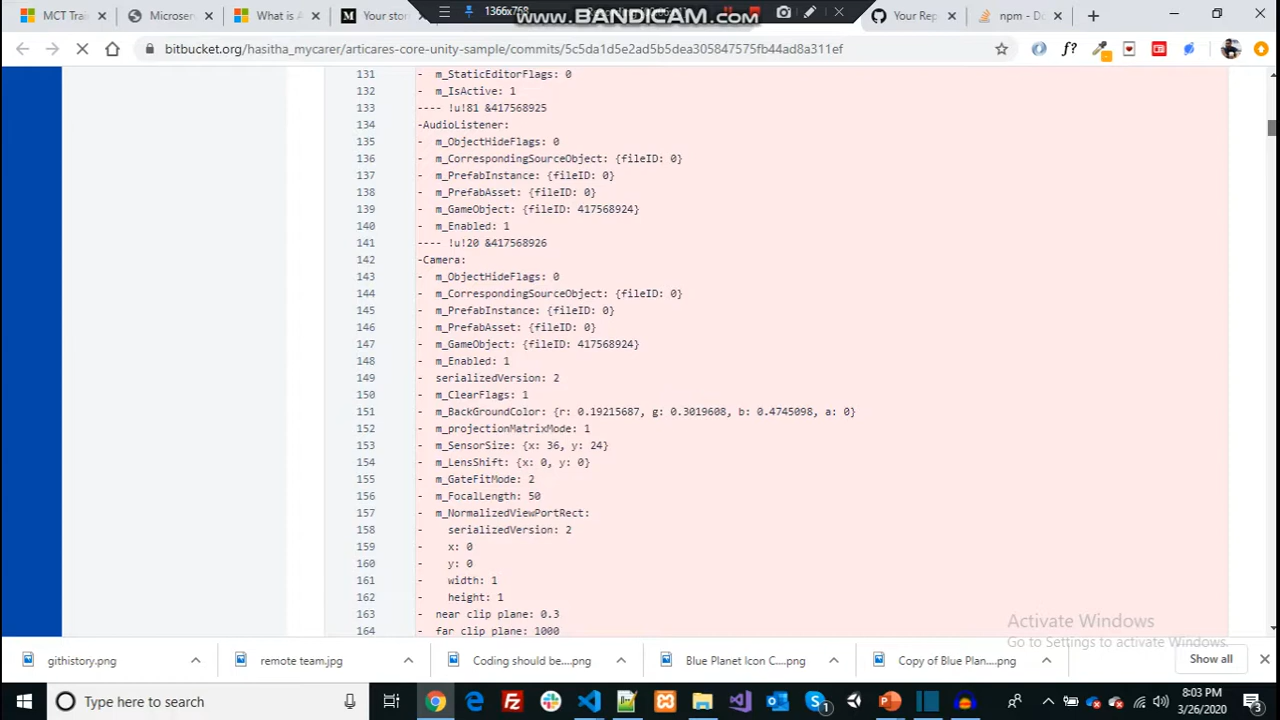 1366x768
www.BANDICAM.com
MCT Trai
Microser
What is A
Your stor
Your Rep
npm - Do
bitbucket.org/hasitha_mycarer/articares-core-unity-sample/commits/5c5da1d5e2ad5b5dea305847575fb44ad8a311ef
f?
131 - m_StaticEditorFlags: 0
132 - m_IsActive: 1
133 ---- !u!81 &417568925
134 -AudioListener:
135 - m_ObjectHideFlags: 0
136 - m_CorrespondingSourceObject: {fileID: 0}
137 - m_PrefabInstance: {fileID: 0}
138 - m_PrefabAsset: {fileID: 0}
139 - m_GameObject: {fileID: 417568924}
140 - m_Enabled: 1
141 ---- !u!20 &417568926
142 -Camera:
143 - m_ObjectHideFlags: 0
144 - m_CorrespondingSourceObject: {fileID: 0}
145 - m_PrefabInstance: {fileID: 0}
146 - m_PrefabAsset: {fileID: 0}
147 - m_GameObject: {fileID: 417568924}
148 - m_Enabled: 1
149 - serializedVersion: 2
150 - m_ClearFlags: 1
151 - m_BackGroundColor: {r: 0.19215687, g: 0.3019608, b: 0.4745098, a: 0}
152 - m_projectionMatrixMode: 1
153 - m_SensorSize: {x: 36, y: 24}
154 - m_LensShift: {x: 0, y: 0}
155 - m_GateFitMode: 2
156 - m_FocalLength: 50
157 - m_NormalizedViewPortRect:
158 - serializedVersion: 2
159 - x: 0
160 - y: 0
161 - width: 1
162 - height: 1
163 - near clip plane: 0.3
164 - far clip plane: 1000
Activate Windows
Go to Settings to activate Windows.
githistory.png
remote team.jpg
Coding should be....png
Blue Planet Icon C....png
Copy of Blue Plan....png
Show all
Type here to search
8:03 PM
3/26/2020